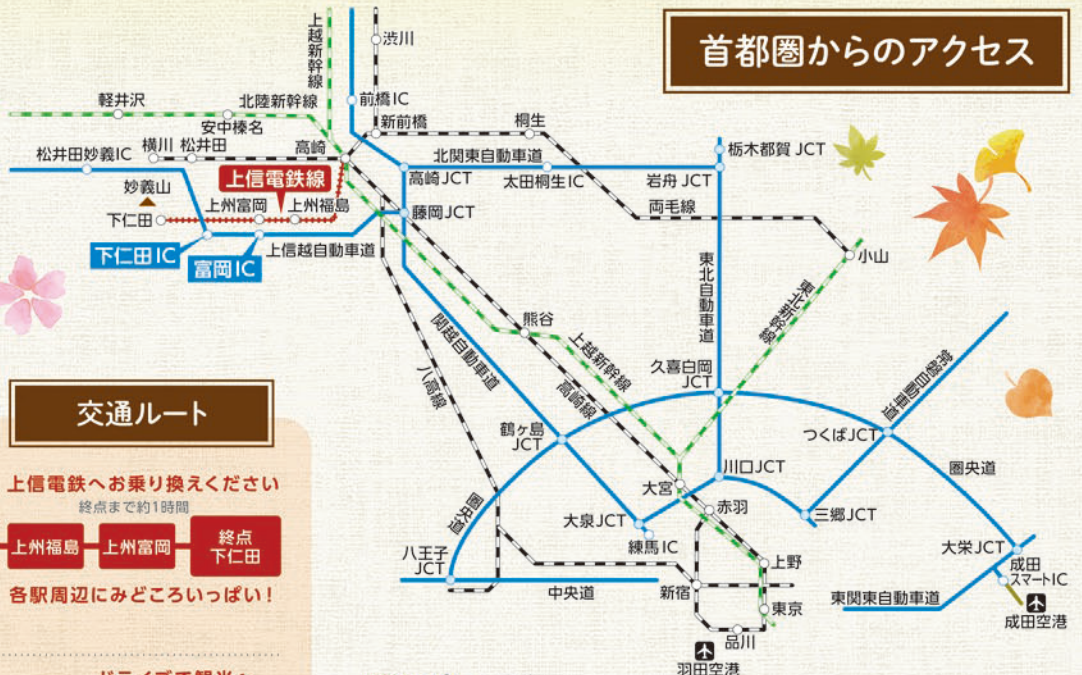 首都圏からのアクセス
上越新幹線
渋川
前橋IC
軽井沢
北陸新幹線
安中榛名
新前橋
桐生
横川
松井田
高崎
松井田妙義IC
北関東自動車道
高崎JCT
太田桐生IC
岩舟JCT
栃木都賀JCT
妙義山
上信電鉄線
上州富岡
上州福島
下仁田
藤岡JCT
両毛線
下仁田IC
富岡IC
上信越自動車道
小山
東北自動車道
東北新幹線
関越自動車道
熊谷
上越新幹線
高崎線
八高線
久喜白岡
JCT
常磐自動車道
つくばJCT
圏央道
鶴ヶ島
JCT
川口JCT
大宮
赤羽
三郷JCT
圏央道
大泉JCT
練馬IC
大栄JCT
成田
スマートIC
八王子
JCT
上野
中央道
新宿
東京
東関東自動車道
成田空港
品川
羽田空港
交通ルート
上信電鉄へお乗り換えください
終点まで約1時間
上州福島
上州富岡
終点
下仁田
各駅周辺にみどころいっぱい!